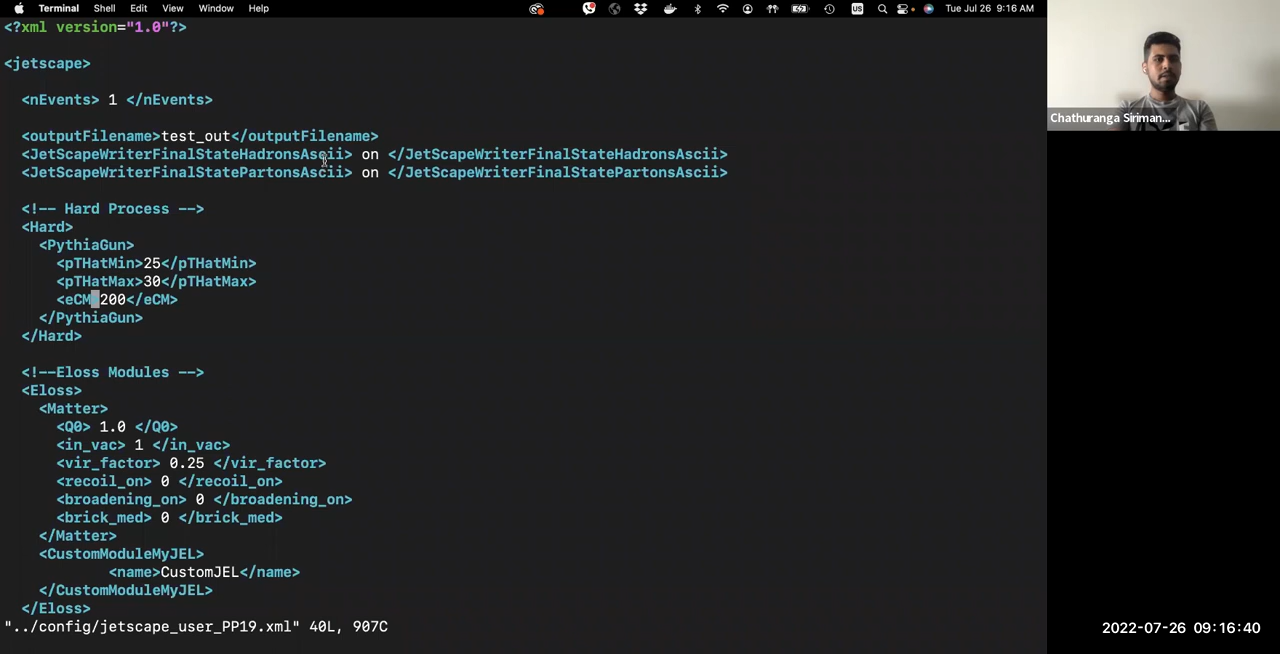 Terminal Shell Edit View Window Help US Tue Jul 26 9:16 AM
<?xml version="1.0"?>
<jetscape>
<nEvents> 1 </nEvents>
<outputFilename>test_out</outputFilename>
<JetScapeWriterFinalStateHadronsAscii> on </JetScapeWriterFinalStateHadronsAscii>
<JetScapeWriterFinalStatePartonsAscii> on </JetScapeWriterFinalStatePartonsAscii>
<!-- Hard Process -->
<Hard>
<PythiaGun>
<pTHatMin>25</pTHatMin>
<pTHatMax>30</pTHatMax>
<eCM>200</eCM>
</PythiaGun>
</Hard>
<!--Eloss Modules -->
<Eloss>
<Matter>
<Q0> 1.0 </Q0>
<in_vac> 1 </in_vac>
<vir_factor> 0.25 </vir_factor>
<recoil_on> 0 </recoil_on>
<broadening_on> 0 </broadening_on>
<brick_med> 0 </brick_med>
</Matter>
<CustomModuleMyJEL>
<name>CustomJEL</name>
</CustomModuleMyJEL>
</Eloss>
"../config/jetscape_user_PP19.xml" 40L, 907C
Chathuranga Siriman...
2022-07-26 09:16:40